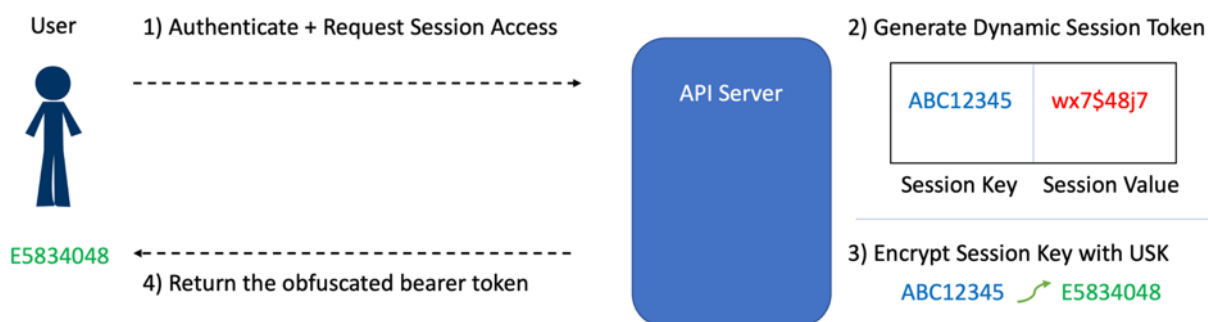 User
1) Authenticate + Request Session Access
2) Generate Dynamic Session Token
API Server
ABC12345
wx7$48j7
Session Key
Session Value
E5834048
4) Return the obfuscated bearer token
3) Encrypt Session Key with USK
ABC12345
E5834048